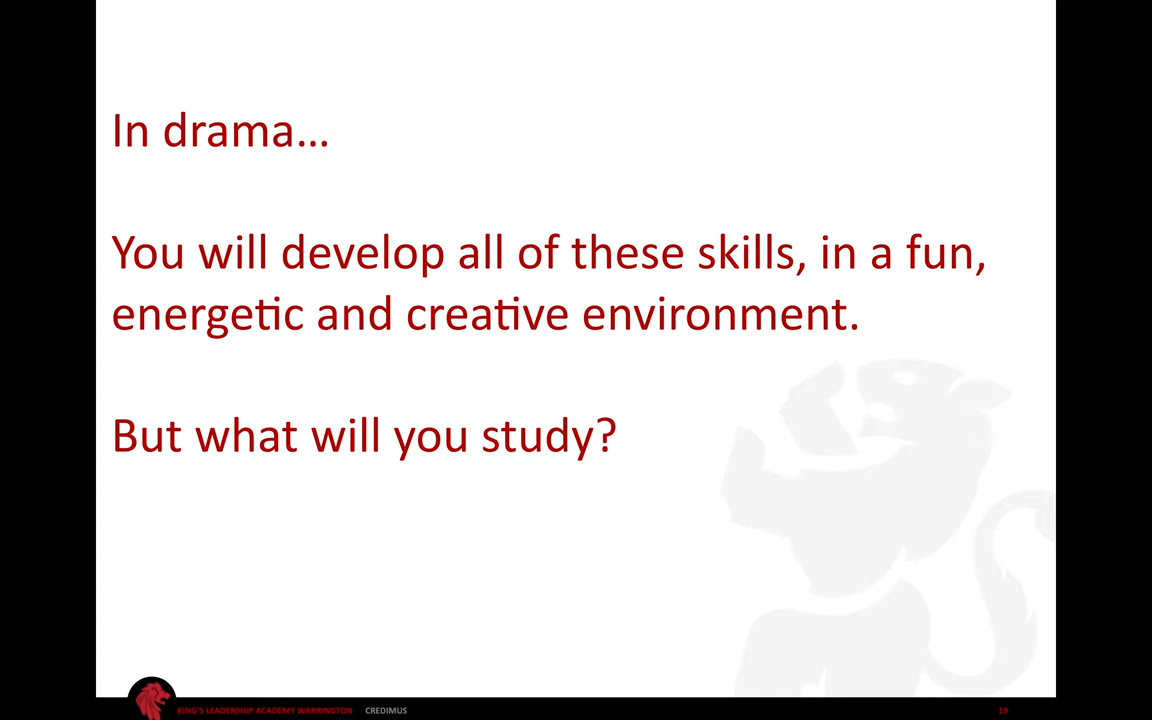 In drama…
You will develop all of these skills, in a fun,
energetic and creative environment.
But what will you study?
KING'S LEADERSHIP ACADEMY WARRINGTON CREDIMUS 19